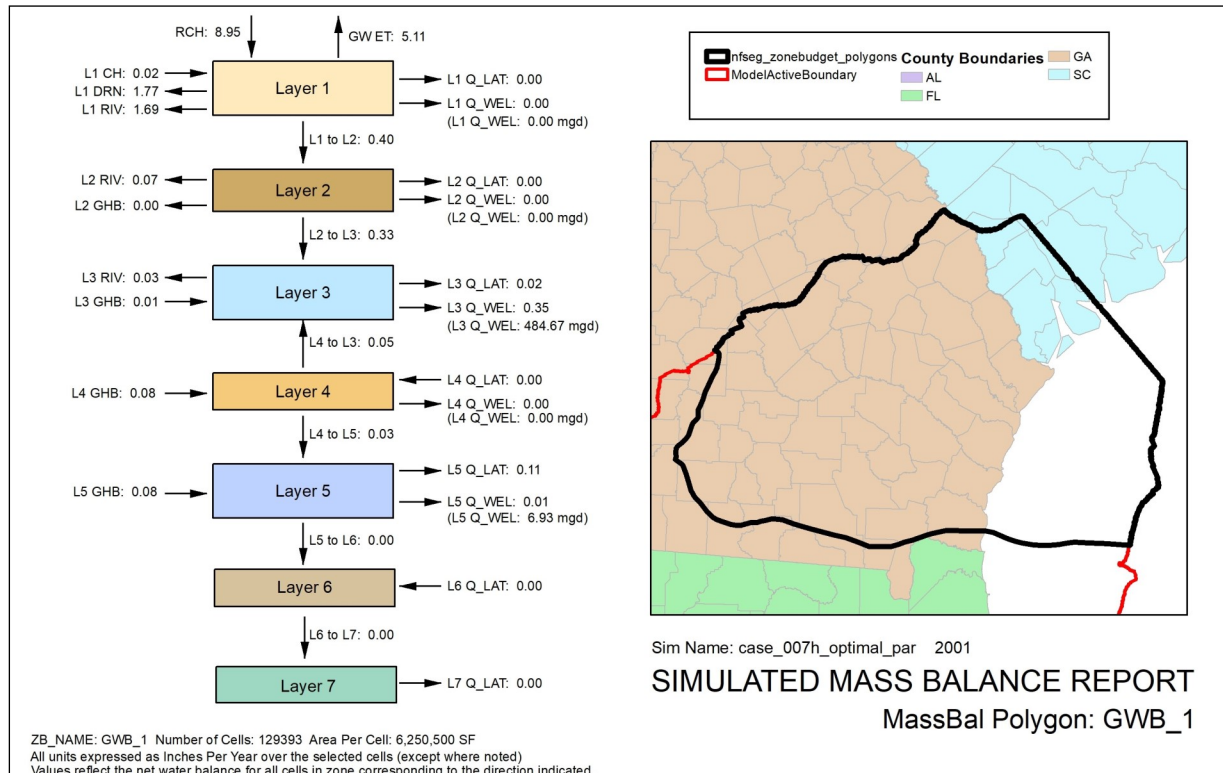 RCH: 8.95
GW ET: 5.11
L1 CH: 0.02
L1 DRN: 1.77
L1 RIV: 1.69
Layer 1
L1 Q_LAT: 0.00
L1 Q_WEL: 0.00
(L1 Q_WEL: 0.00 mgd)
L1 to L2: 0.40
L2 RIV: 0.07
L2 GHB: 0.00
Layer 2
L2 Q_LAT: 0.00
L2 Q_WEL: 0.00
(L2 Q_WEL: 0.00 mgd)
L2 to L3: 0.33
L3 RIV: 0.03
L3 GHB: 0.01
Layer 3
L3 Q_LAT: 0.02
L3 Q_WEL: 0.35
(L3 Q_WEL: 484.67 mgd)
L4 to L3: 0.05
L4 GHB: 0.08
Layer 4
L4 Q_LAT: 0.00
L4 Q_WEL: 0.00
(L4 Q_WEL: 0.00 mgd)
L4 to L5: 0.03
L5 GHB: 0.08
Layer 5
L5 Q_LAT: 0.11
L5 Q_WEL: 0.01
(L5 Q_WEL: 6.93 mgd)
L5 to L6: 0.00
Layer 6
L6 Q_LAT: 0.00
L6 to L7: 0.00
Layer 7
L7 Q_LAT: 0.00
ZB_NAME: GWB_1 Number of Cells: 129393 Area Per Cell: 6,250,500 SF
All units expressed as Inches Per Year over the selected cells (except where noted)
Values reflect the net water balance for all cells in zone corresponding to the direction indicated
nfseg_zonebudget_polygons
ModelActiveBoundary
County Boundaries
AL
FL
GA
SC
Sim Name: case_007h_optimal_par 2001
SIMULATED MASS BALANCE REPORT
MassBal Polygon: GWB_1